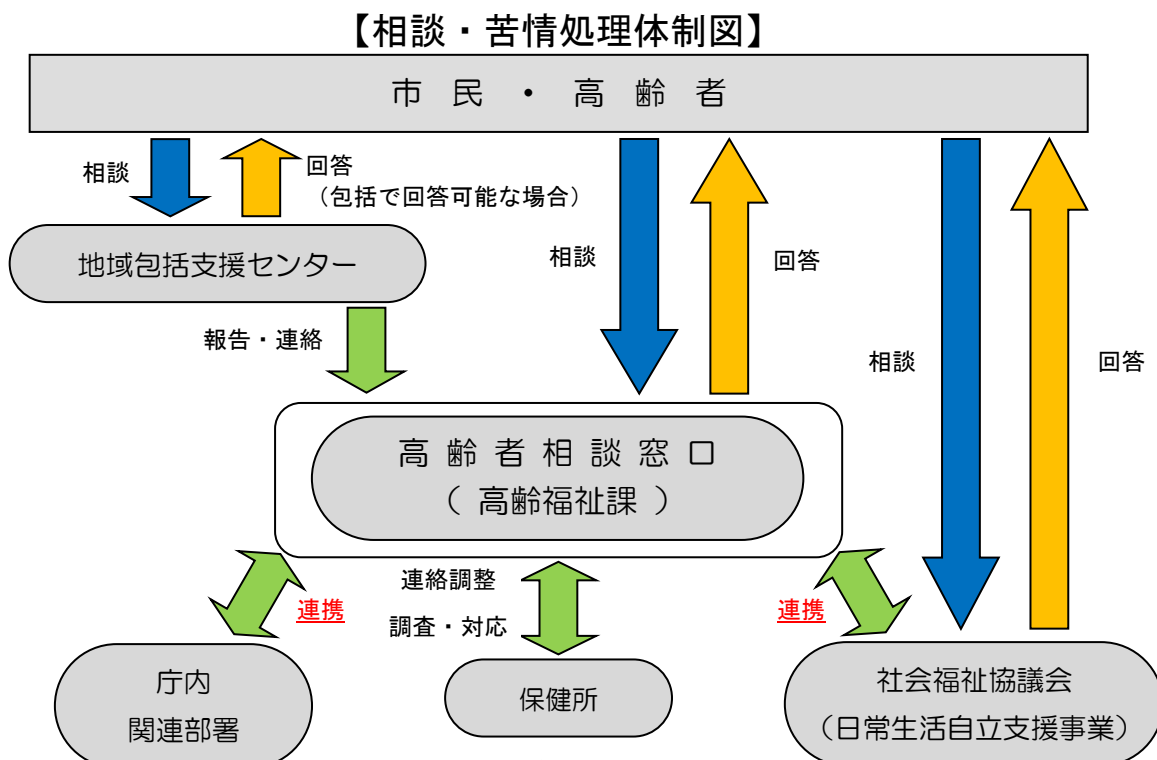 【相談・苦情処理体制図】
市民・高齢者
相談
回答
（包括で回答可能な場合）
地域包括支援センター
相談
回答
報告・連絡
相談
回答
高齢者相談窓口
（高齢福祉課）
連絡調整
連携
調査・対応
連携
庁内
関連部署
保健所
社会福祉協議会
（日常生活自立支援事業）